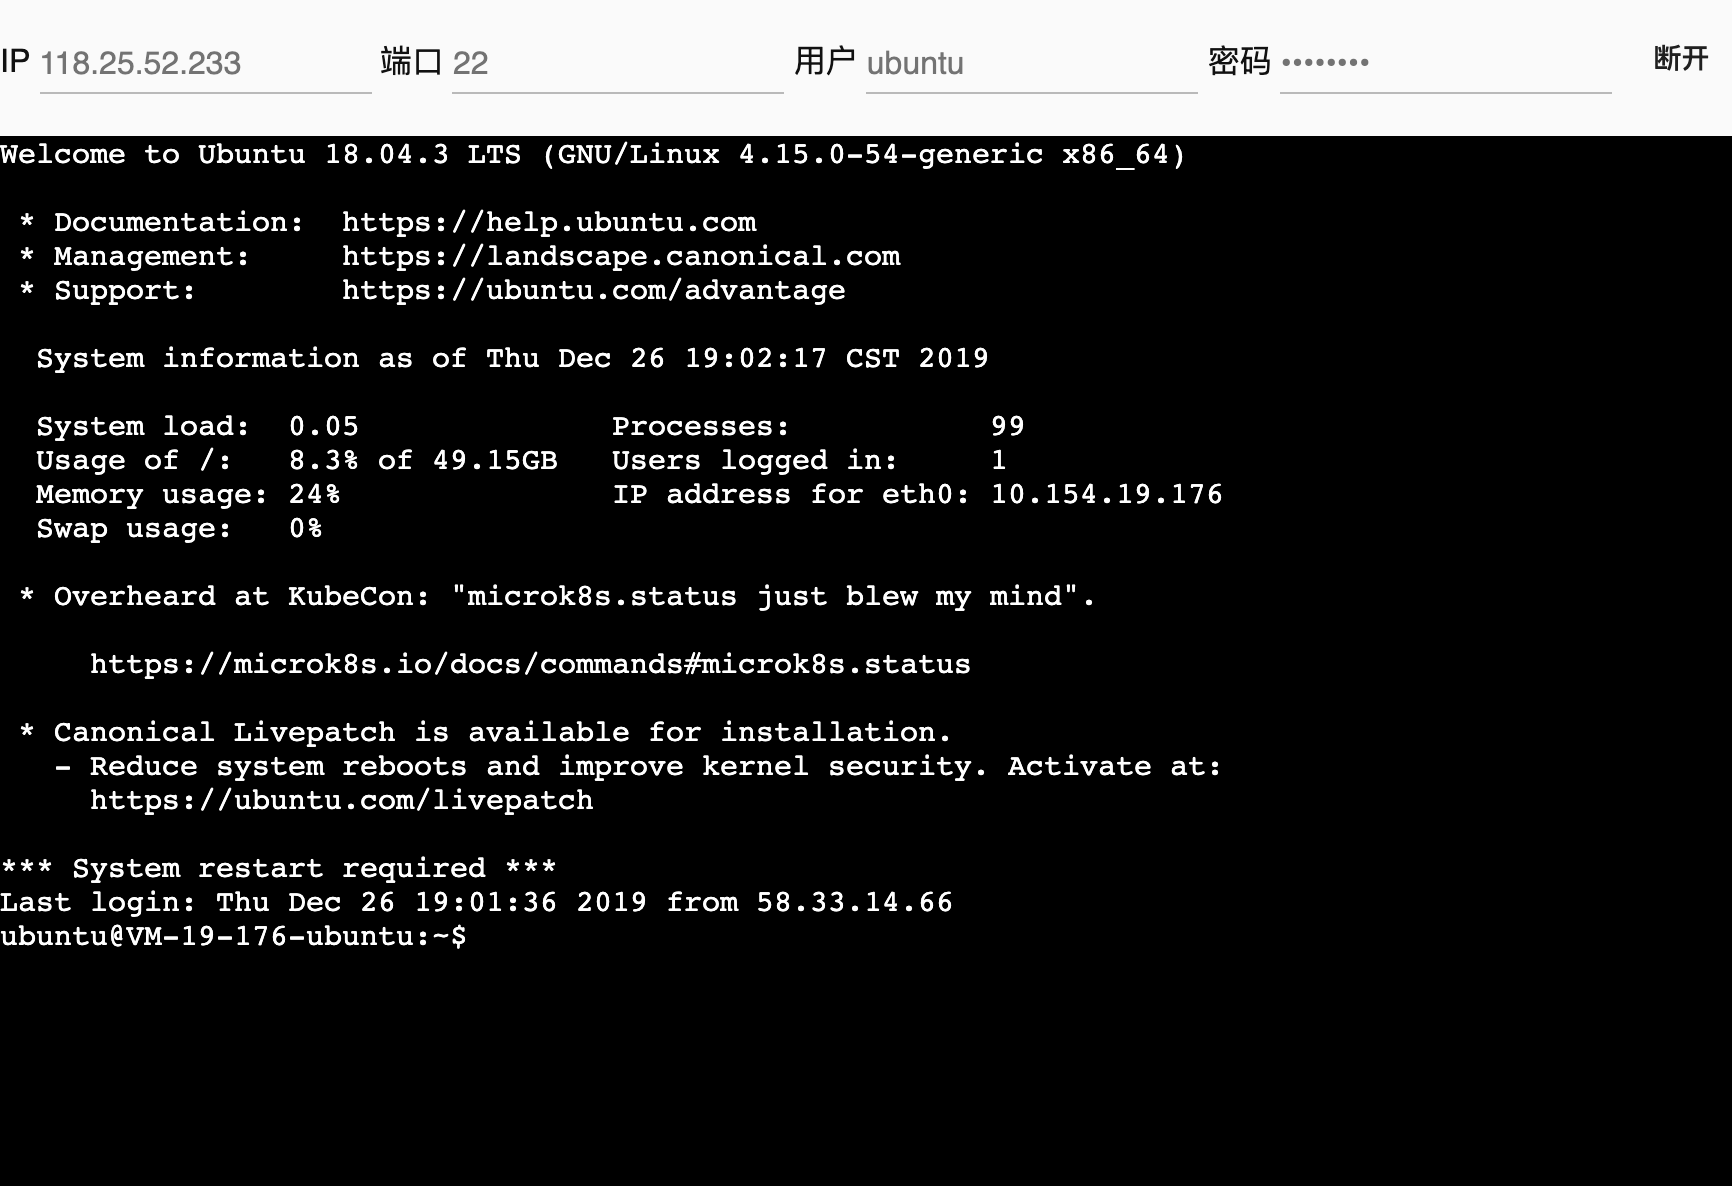 IP 118.25.52.233 端口 22 用户 ubuntu 密码 •••••••• 断开
Welcome to Ubuntu 18.04.3 LTS (GNU/Linux 4.15.0-54-generic x86_64)
* Documentation:  https://help.ubuntu.com
* Management:     https://landscape.canonical.com
* Support:        https://ubuntu.com/advantage
System information as of Thu Dec 26 19:02:17 CST 2019
System load:  0.05              Processes:           99
Usage of /:   8.3% of 49.15GB   Users logged in:     1
Memory usage: 24%               IP address for eth0: 10.154.19.176
Swap usage:   0%
* Overheard at KubeCon: "microk8s.status just blew my mind".
https://microk8s.io/docs/commands#microk8s.status
* Canonical Livepatch is available for installation.
- Reduce system reboots and improve kernel security. Activate at:
https://ubuntu.com/livepatch
*** System restart required ***
Last login: Thu Dec 26 19:01:36 2019 from 58.33.14.66
ubuntu@VM-19-176-ubuntu:~$